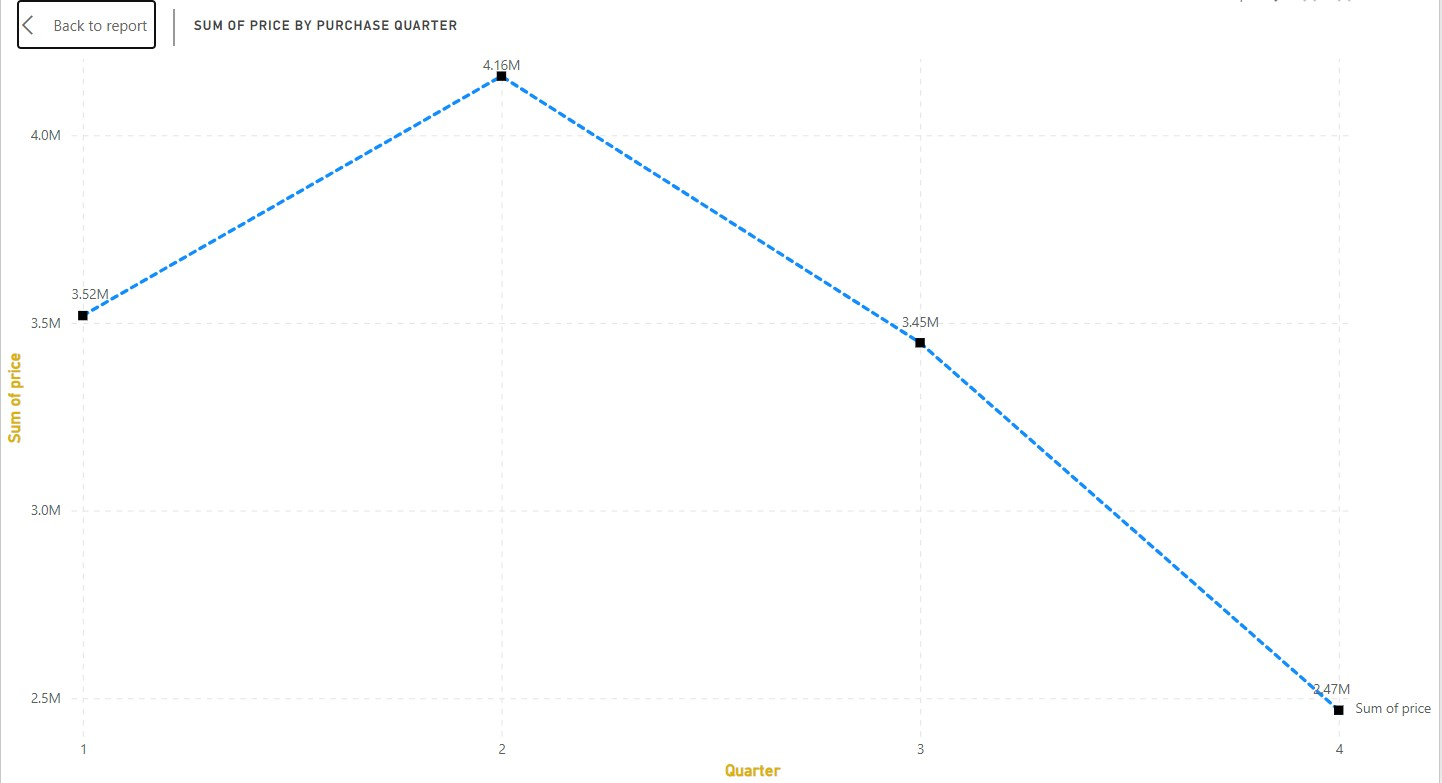 Back to report
SUM OF PRICE BY PURCHASE QUARTER
4.16M
4.0M
3.52M
3.5M
3.45M
Sum of price
3.0M
2.5M
2.47M
Sum of price
1
2
3
4
Quarter